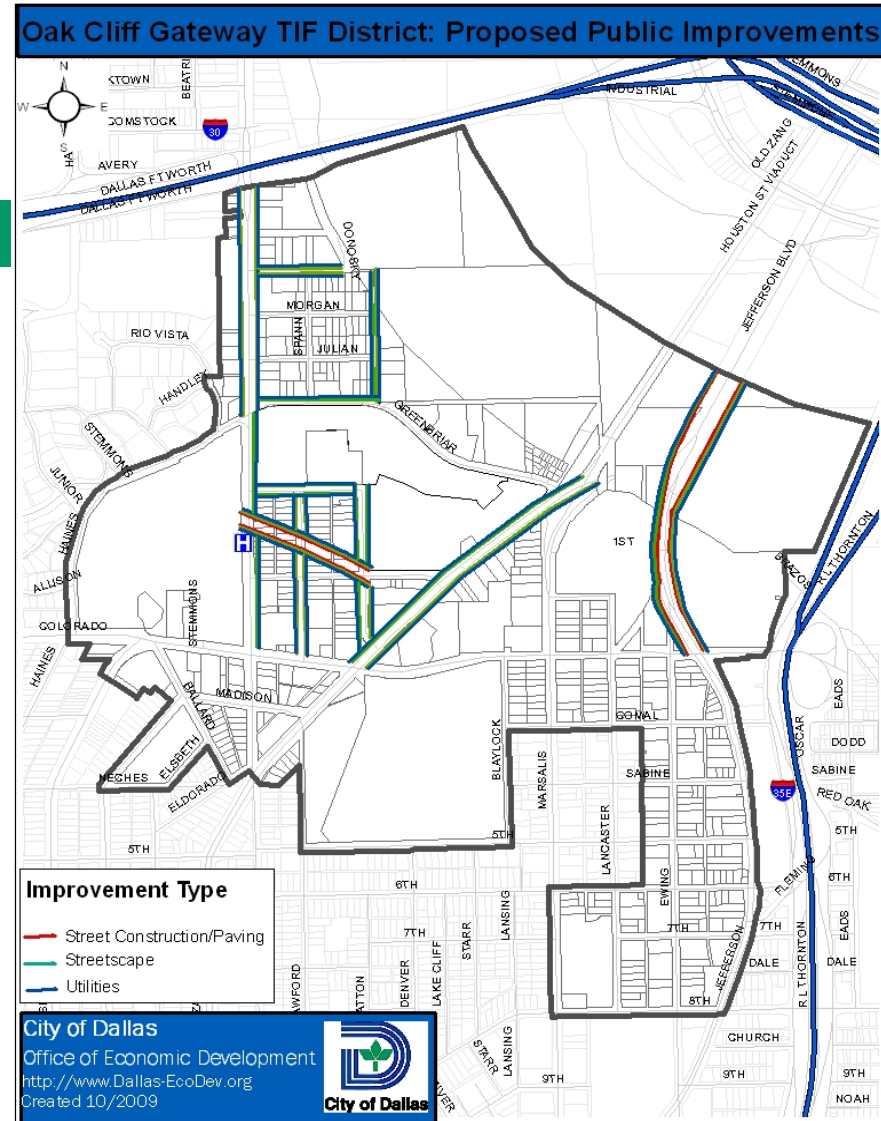 Oak Cliff Gateway TIF District: Proposed Public Improvements
N
W
E
S
KTOWN
BEATRI
COMSTOCK
30
HA
AVERY
DALLAS FT WORTH
DALLAS FT WORTH
INDUSTRIAL
STEMMONS
OLD ZANG
HOUSTON ST VIADUCT
JEFFERSON BLVD
MORGAN
SPANN
JULIAN
RIO VISTA
HANDLEY
GREENBRIAR
STEMMONS
JUNIOR
HAINES
H
1ST
BRAZOS
R L THORNTON
ALLISON
STEMMONS
COLORADO
HAINES
MADISON
BALLARD
COMAL
EADS
OSCAR
DODD
NECHES
ELSBETH
ELDORADO
BLAYLOCK
MARSALIS
SABINE
SABINE
35E
RED OAK
LANCASTER
5TH
5TH
5TH
6TH
FLEMING
6TH
EWING
LANSING
7TH
STARR
7TH
7TH
EADS
DENVER
LAKE CLIFF
JEFFERSON
DALE
DALE
R L THORNTON
AWFORD
ATTON
8TH
CHURCH
STARR
LANSING
9TH
9TH
9TH
NOAH
Improvement Type
Street Construction/Paving
Streetscape
Utilities
City of Dallas
Office of Economic Development
http://www.Dallas-EcoDev.org
Created 10/2009
City of Dallas